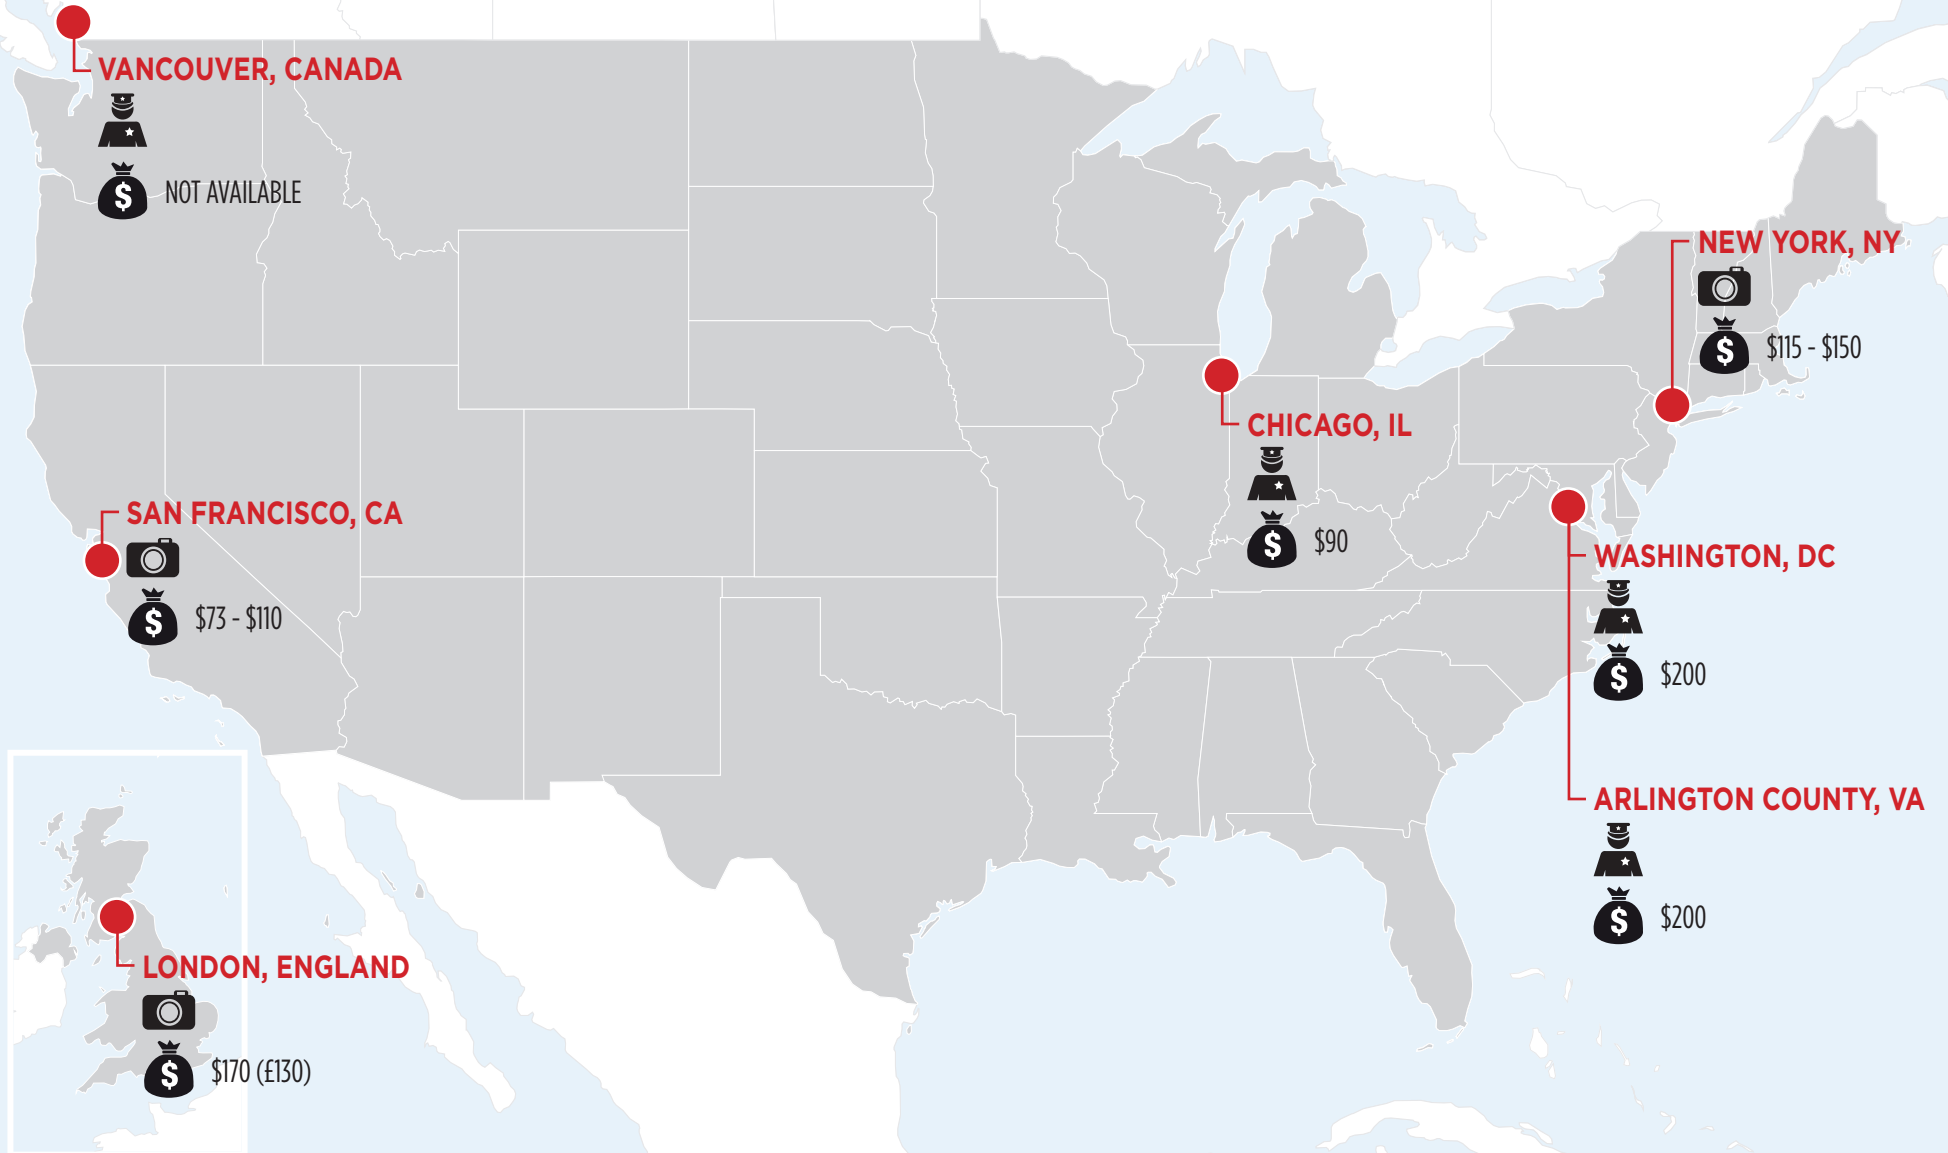 VANCOUVER, CANADA
$ NOT AVAILABLE
NEW YORK, NY
$ $115 - $150
CHICAGO, IL
$ $90
SAN FRANCISCO, CA
$ $73 - $110
WASHINGTON, DC
$ $200
ARLINGTON COUNTY, VA
$ $200
LONDON, ENGLAND
$ $170 (£130)